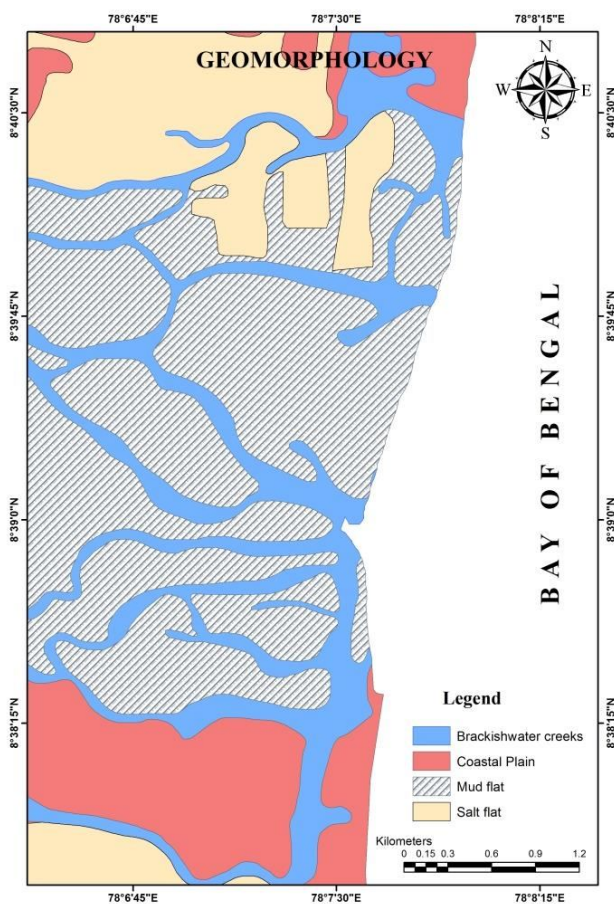 78°6'45"E 78°7'30"E 78°8'15"E
GEOMORPHOLOGY
N
W E
S
8°40'30"N 8°40'30"N
8°39'45"N 8°39'45"N
BAY OF BENGAL
8°39'0"N 8°39'0"N
8°38'15"N 8°38'15"N
Legend
Brackishwater creeks
Coastal Plain
Mud flat
Salt flat
Kilometers
0 0.15 0.3 0.6 0.9 1.2
78°6'45"E 78°7'30"E 78°8'15"E